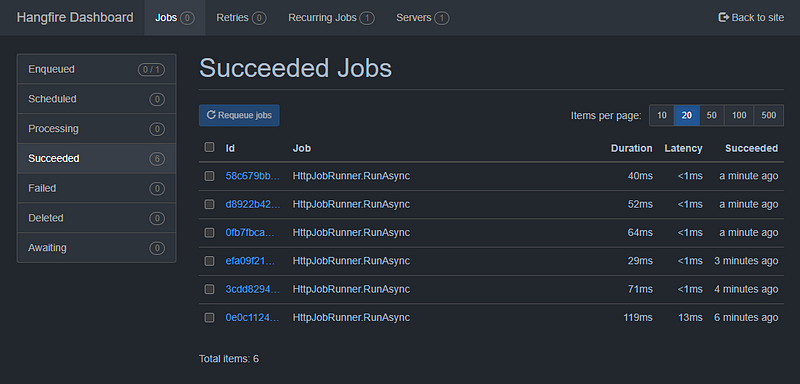 Hangfire Dashboard Jobs 0 Retries 0 Recurring Jobs 1 Servers 1 Back to site
Enqueued 0 / 1
Scheduled 0
Processing 0
Succeeded 6
Failed 0
Deleted 0
Awaiting 0
Succeeded Jobs
Requeue jobs Items per page: 10 20 50 100 500
Id Job Duration Latency Succeeded
58c679bb... HttpJobRunner.RunAsync 40ms <1ms a minute ago
d8922b42... HttpJobRunner.RunAsync 52ms <1ms a minute ago
0fb7fbca... HttpJobRunner.RunAsync 64ms <1ms a minute ago
efa09f21... HttpJobRunner.RunAsync 29ms <1ms 3 minutes ago
3cdd8294... HttpJobRunner.RunAsync 71ms <1ms 4 minutes ago
0e0c1124... HttpJobRunner.RunAsync 119ms 13ms 6 minutes ago
Total items: 6